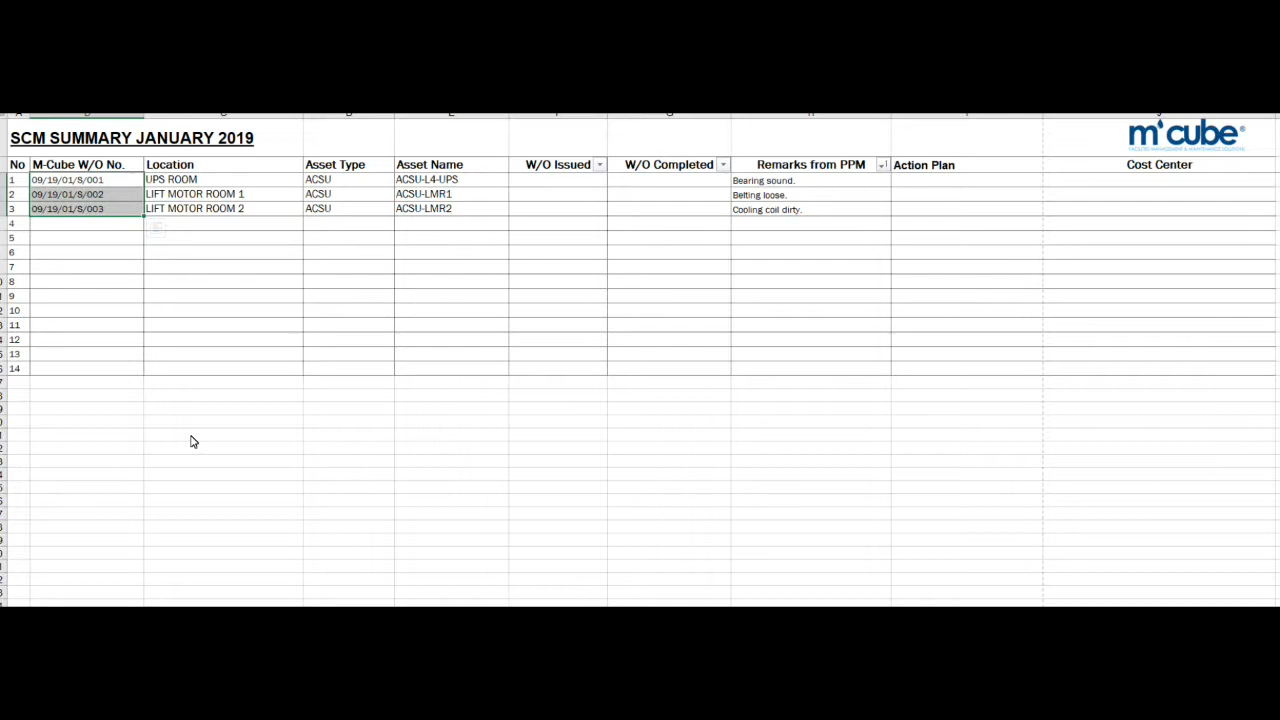 SCM SUMMARY JANUARY 2019
m'cube®
No M-Cube W/O No. Location Asset Type Asset Name W/O Issued W/O Completed Remarks from PPM Action Plan Cost Center
1 09/19/01/S/001 UPS ROOM ACSU ACSU-L4-UPS Bearing sound.
2 09/19/01/S/002 LIFT MOTOR ROOM 1 ACSU ACSU-LMR1 Belting loose.
3 09/19/01/S/003 LIFT MOTOR ROOM 2 ACSU ACSU-LMR2 Cooling coil dirty.
4
5
6
7
8
9
10
11
12
13
14